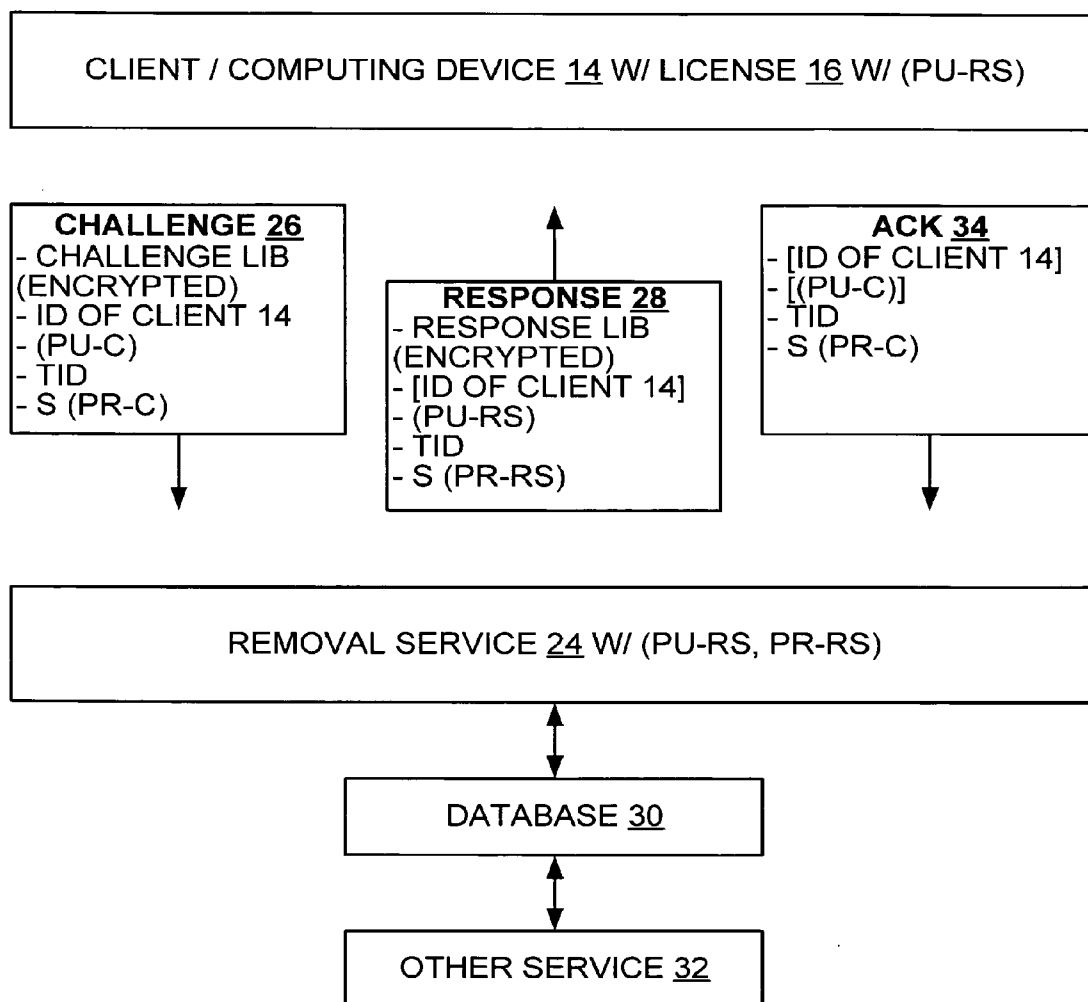 CLIENT / COMPUTING DEVICE 14 W/ LICENSE 16 W/ (PU-RS)
CHALLENGE 26
- CHALLENGE LIB
(ENCRYPTED)
- ID OF CLIENT 14
- (PU-C)
- TID
- S (PR-C)
RESPONSE 28
- RESPONSE LIB
(ENCRYPTED)
- [ID OF CLIENT 14]
- (PU-RS)
- TID
- S (PR-RS)
ACK 34
- [ID OF CLIENT 14]
- [(PU-C)]
- TID
- S (PR-C)
REMOVAL SERVICE 24 W/ (PU-RS, PR-RS)
DATABASE 30
OTHER SERVICE 32